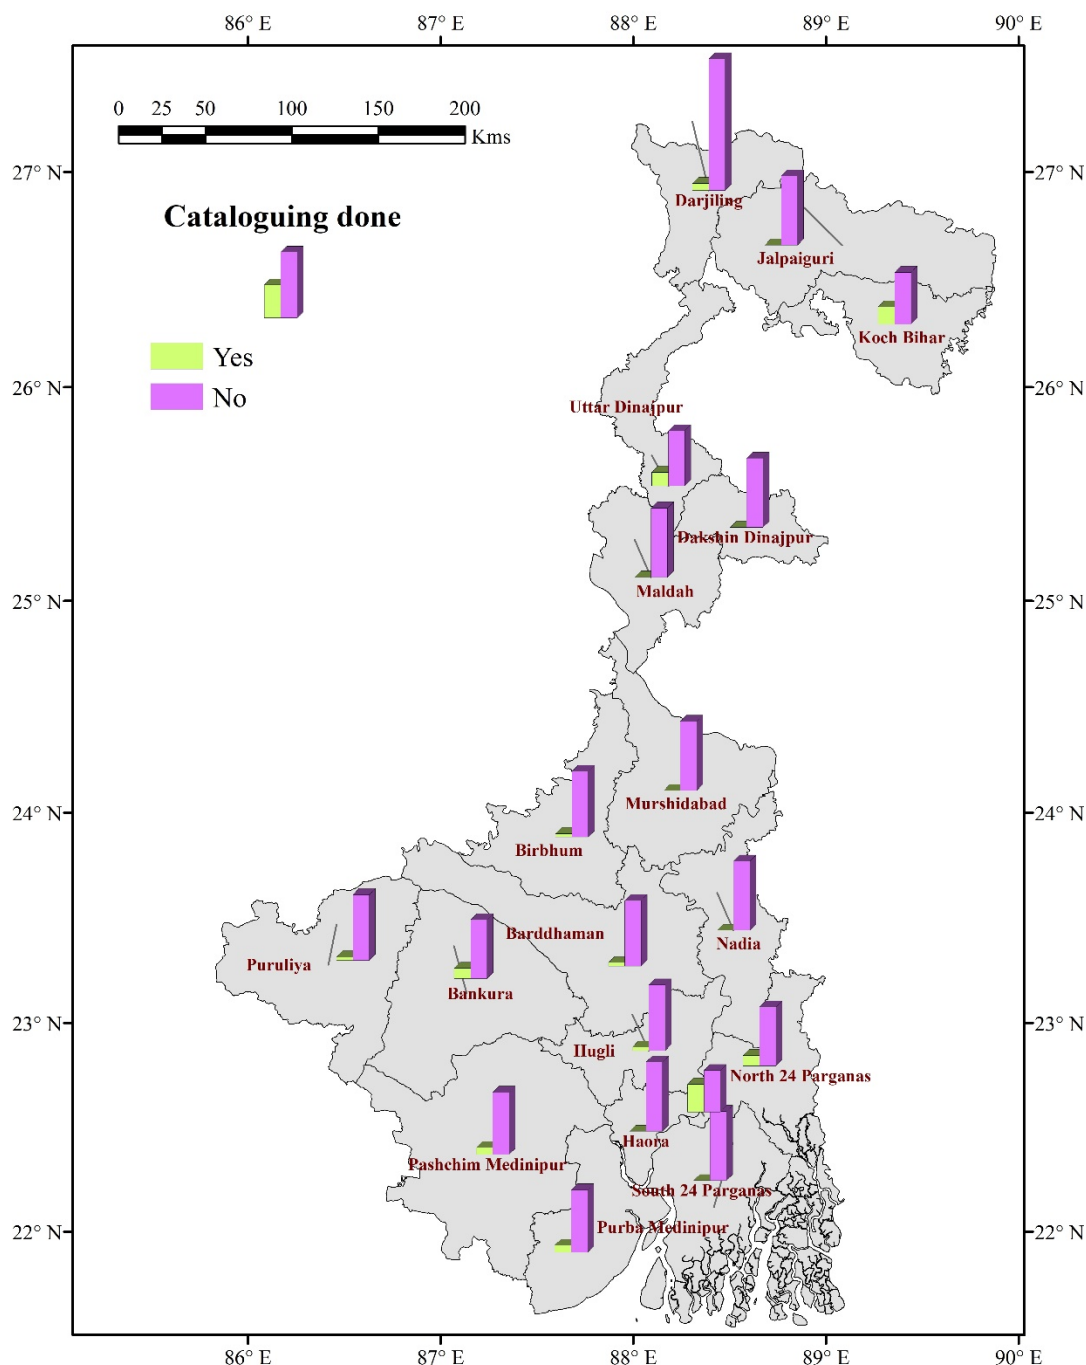 86° E 87° E 88° E 89° E 90° E
0 25 50 100 150 200
Kms
27° N 27° N
Darjiling
Cataloguing done
Jalpaiguri
Koch Bihar
Yes
No
26° N 26° N
Uttar Dinajpur
Dakshin Dinajpur
Maldah
25° N 25° N
Murshidabad
24° N 24° N
Birbhum
Barddhaman
Nadia
Puruliya
Bankura
23° N 23° N
Hugli
North 24 Parganas
Haora
Pashchim Medinipur
South 24 Parganas
Purba Medinipur
22° N 22° N
86° E 87° E 88° E 89° E 90° E